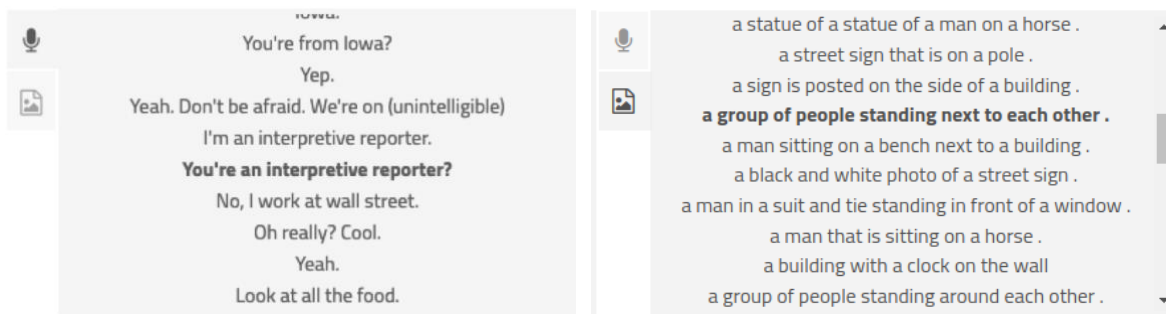 Iowa.
You're from Iowa?
Yep.
Yeah. Don't be afraid. We're on (unintelligible)
I'm an interpretive reporter.
You're an interpretive reporter?
No, I work at wall street.
Oh really? Cool.
Yeah.
Look at all the food.
a statue of a statue of a man on a horse .
a street sign that is on a pole .
a sign is posted on the side of a building .
a group of people standing next to each other .
a man sitting on a bench next to a building .
a black and white photo of a street sign .
a man in a suit and tie standing in front of a window .
a man that is sitting on a horse .
a building with a clock on the wall
a group of people standing around each other .